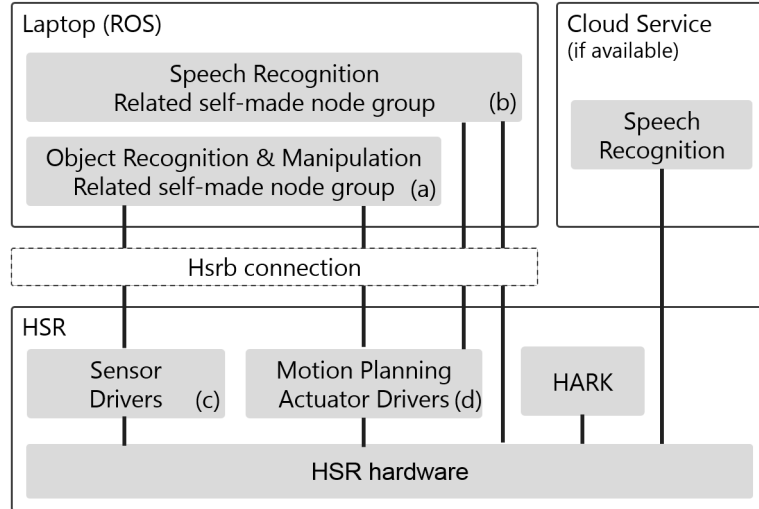 Laptop (ROS)
Speech Recognition
Related self-made node group
(b)
Object Recognition & Manipulation
Related self-made node group
(a)
Cloud Service
(if available)
Speech
Recognition
Hsrb connection
HSR
Sensor
Drivers
(c)
Motion Planning
Actuator Drivers
(d)
HARK
HSR hardware